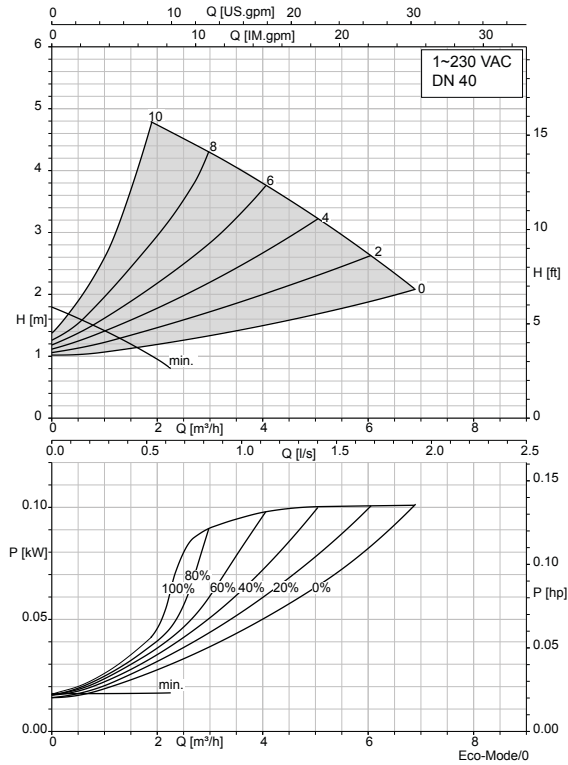 0 10 Q [US.gpm] 20 30
0 10 Q [IM.gpm] 20 30
6
1~230 VAC
DN 40
5
10
15
8
4
6
3
4
10
2
H [ft]
2
0
H [m]
5
1
min.
0
0
0 2 Q [m³/h] 4 6 8
0.0 0.5 1.0 Q [l/s] 1.5 2.0 2.5
0.15
0.10
P [kW]
80%
0.10
100% 60% 40% 20% 0%
P [hp]
0.05
0.05
min.
0.00
0.00
0 2 Q [m³/h] 4 6 8
Eco-Mode/0